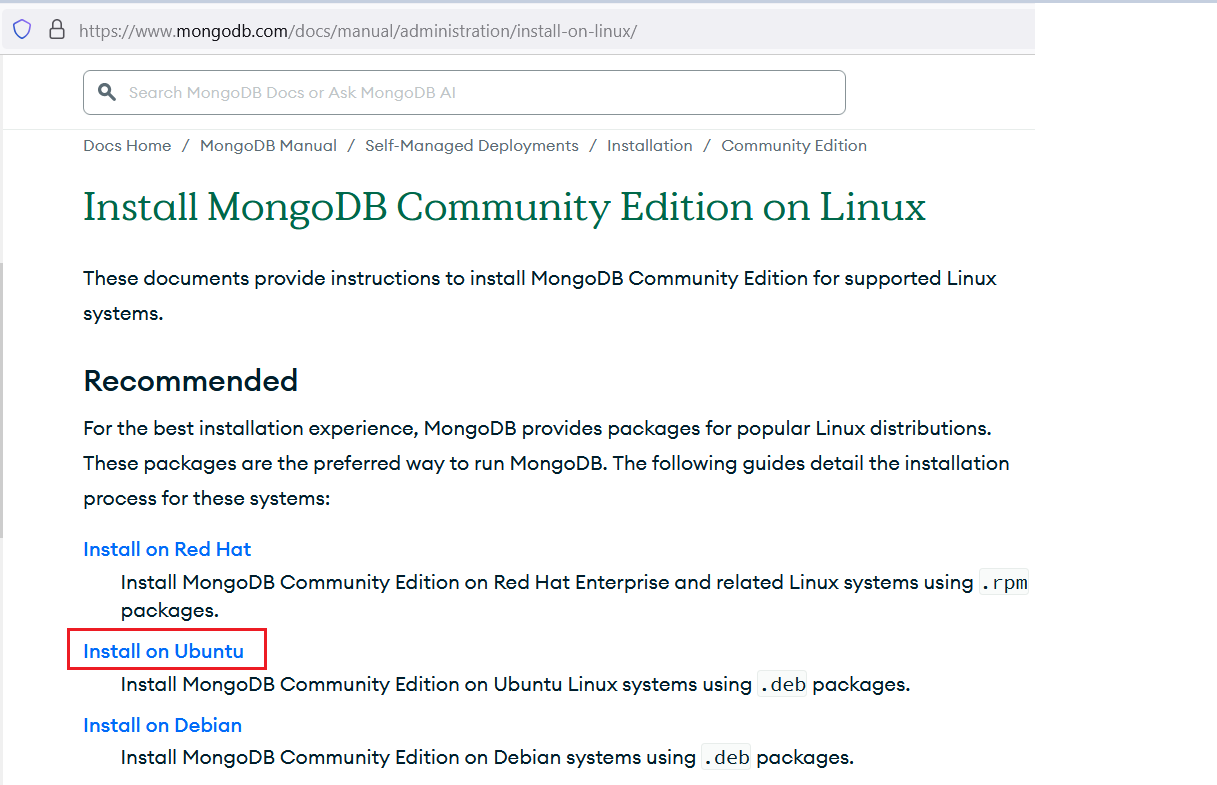 https://www.mongodb.com/docs/manual/administration/install-on-linux/
Search MongoDB Docs or Ask MongoDB AI
Docs Home / MongoDB Manual / Self-Managed Deployments / Installation / Community Edition
Install MongoDB Community Edition on Linux
These documents provide instructions to install MongoDB Community Edition for supported Linux
systems.
Recommended
For the best installation experience, MongoDB provides packages for popular Linux distributions.
These packages are the preferred way to run MongoDB. The following guides detail the installation
process for these systems:
Install on Red Hat
Install MongoDB Community Edition on Red Hat Enterprise and related Linux systems using .rpm
packages.
Install on Ubuntu
Install MongoDB Community Edition on Ubuntu Linux systems using .deb packages.
Install on Debian
Install MongoDB Community Edition on Debian systems using .deb packages.